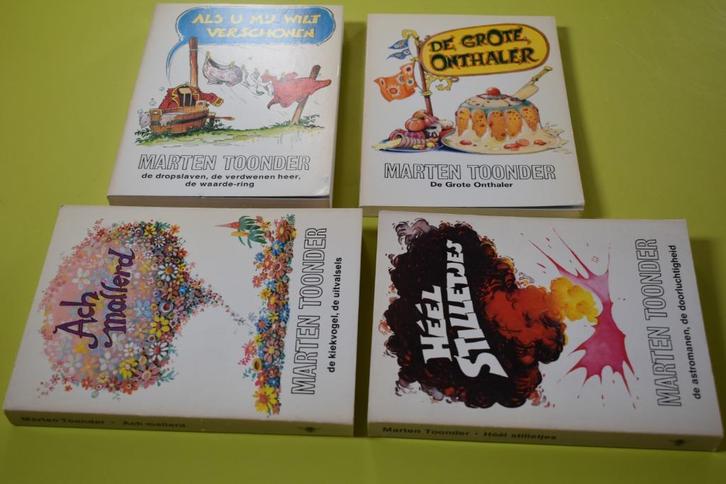 ALS U MIJ WILT
VERSCHONEN
MARTEN TOONDER
de dropslaven, de verdwenen heer,
de waarde-ring
DE GROTE
ONTHALER
MARTEN TOONDER
De Grote Onthaler
Ach
mallerd
MARTEN TOONDER
de kiekvogel, de uitvalsels
Marten Toonder · Ach mallerd
HÉÉL
STILLETJES
MARTEN TOONDER
de astromanen, de doorluchtigheid
Marten Toonder · Héél stilletjes